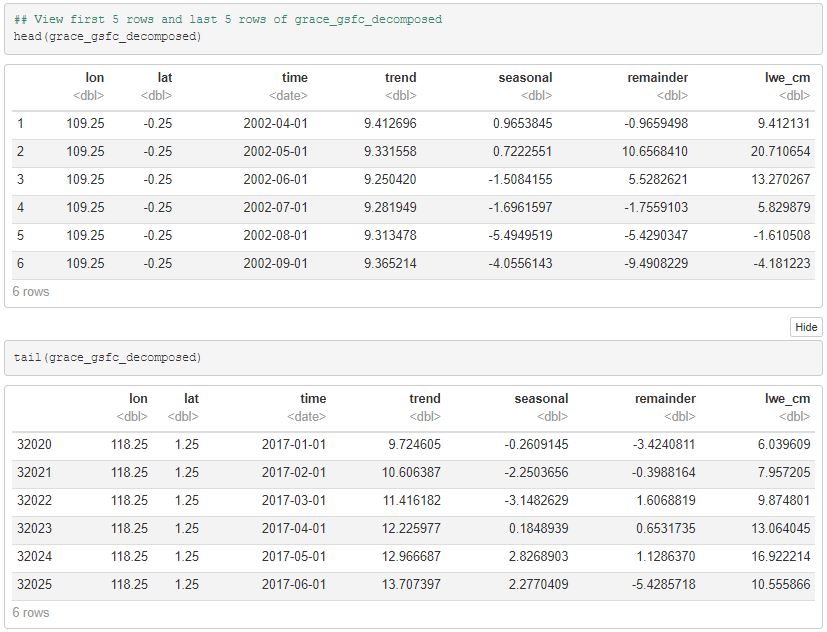 ## View first 5 rows and last 5 rows of grace_gsfc_decomposed
head(grace_gsfc_decomposed)
lon lat time trend seasonal remainder lwe_cm
<dbl> <dbl> <date> <dbl> <dbl> <dbl> <dbl>
1 109.25 -0.25 2002-04-01 9.412696 0.9653845 -0.9659498 9.412131
2 109.25 -0.25 2002-05-01 9.331558 0.7222551 10.6568410 20.710654
3 109.25 -0.25 2002-06-01 9.250420 -1.5084155 5.5282621 13.270267
4 109.25 -0.25 2002-07-01 9.281949 -1.6961597 -1.7559103 5.829879
5 109.25 -0.25 2002-08-01 9.313478 -5.4949519 -5.4290347 -1.610508
6 109.25 -0.25 2002-09-01 9.365214 -4.0556143 -9.4908229 -4.181223
6 rows
Hide
tail(grace_gsfc_decomposed)
lon lat time trend seasonal remainder lwe_cm
<dbl> <dbl> <date> <dbl> <dbl> <dbl> <dbl>
32020 118.25 1.25 2017-01-01 9.724605 -0.2609145 -3.4240811 6.039609
32021 118.25 1.25 2017-02-01 10.606387 -2.2503656 -0.3988164 7.957205
32022 118.25 1.25 2017-03-01 11.416182 -3.1482629 1.6068819 9.874801
32023 118.25 1.25 2017-04-01 12.225977 0.1848939 0.6531735 13.064045
32024 118.25 1.25 2017-05-01 12.966687 2.8268903 1.1286370 16.922214
32025 118.25 1.25 2017-06-01 13.707397 2.2770409 -5.4285718 10.555866
6 rows